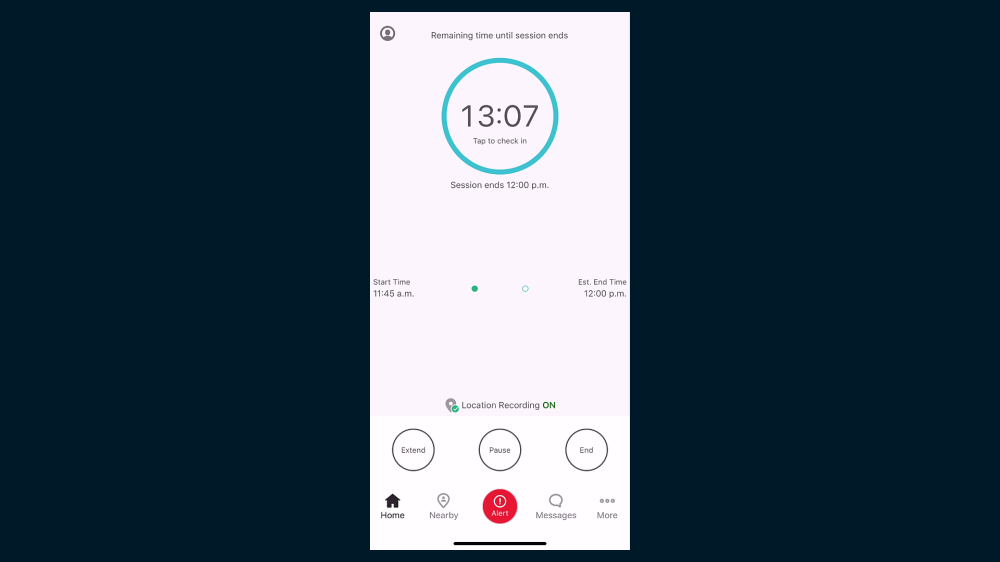 Remaining time until session ends
13:07
Tap to check in
Session ends 12:00 p.m.
Start Time
11:45 a.m.
Est. End Time
12:00 p.m.
Location Recording ON
Extend
Pause
End
Home
Nearby
Alert
Messages
More